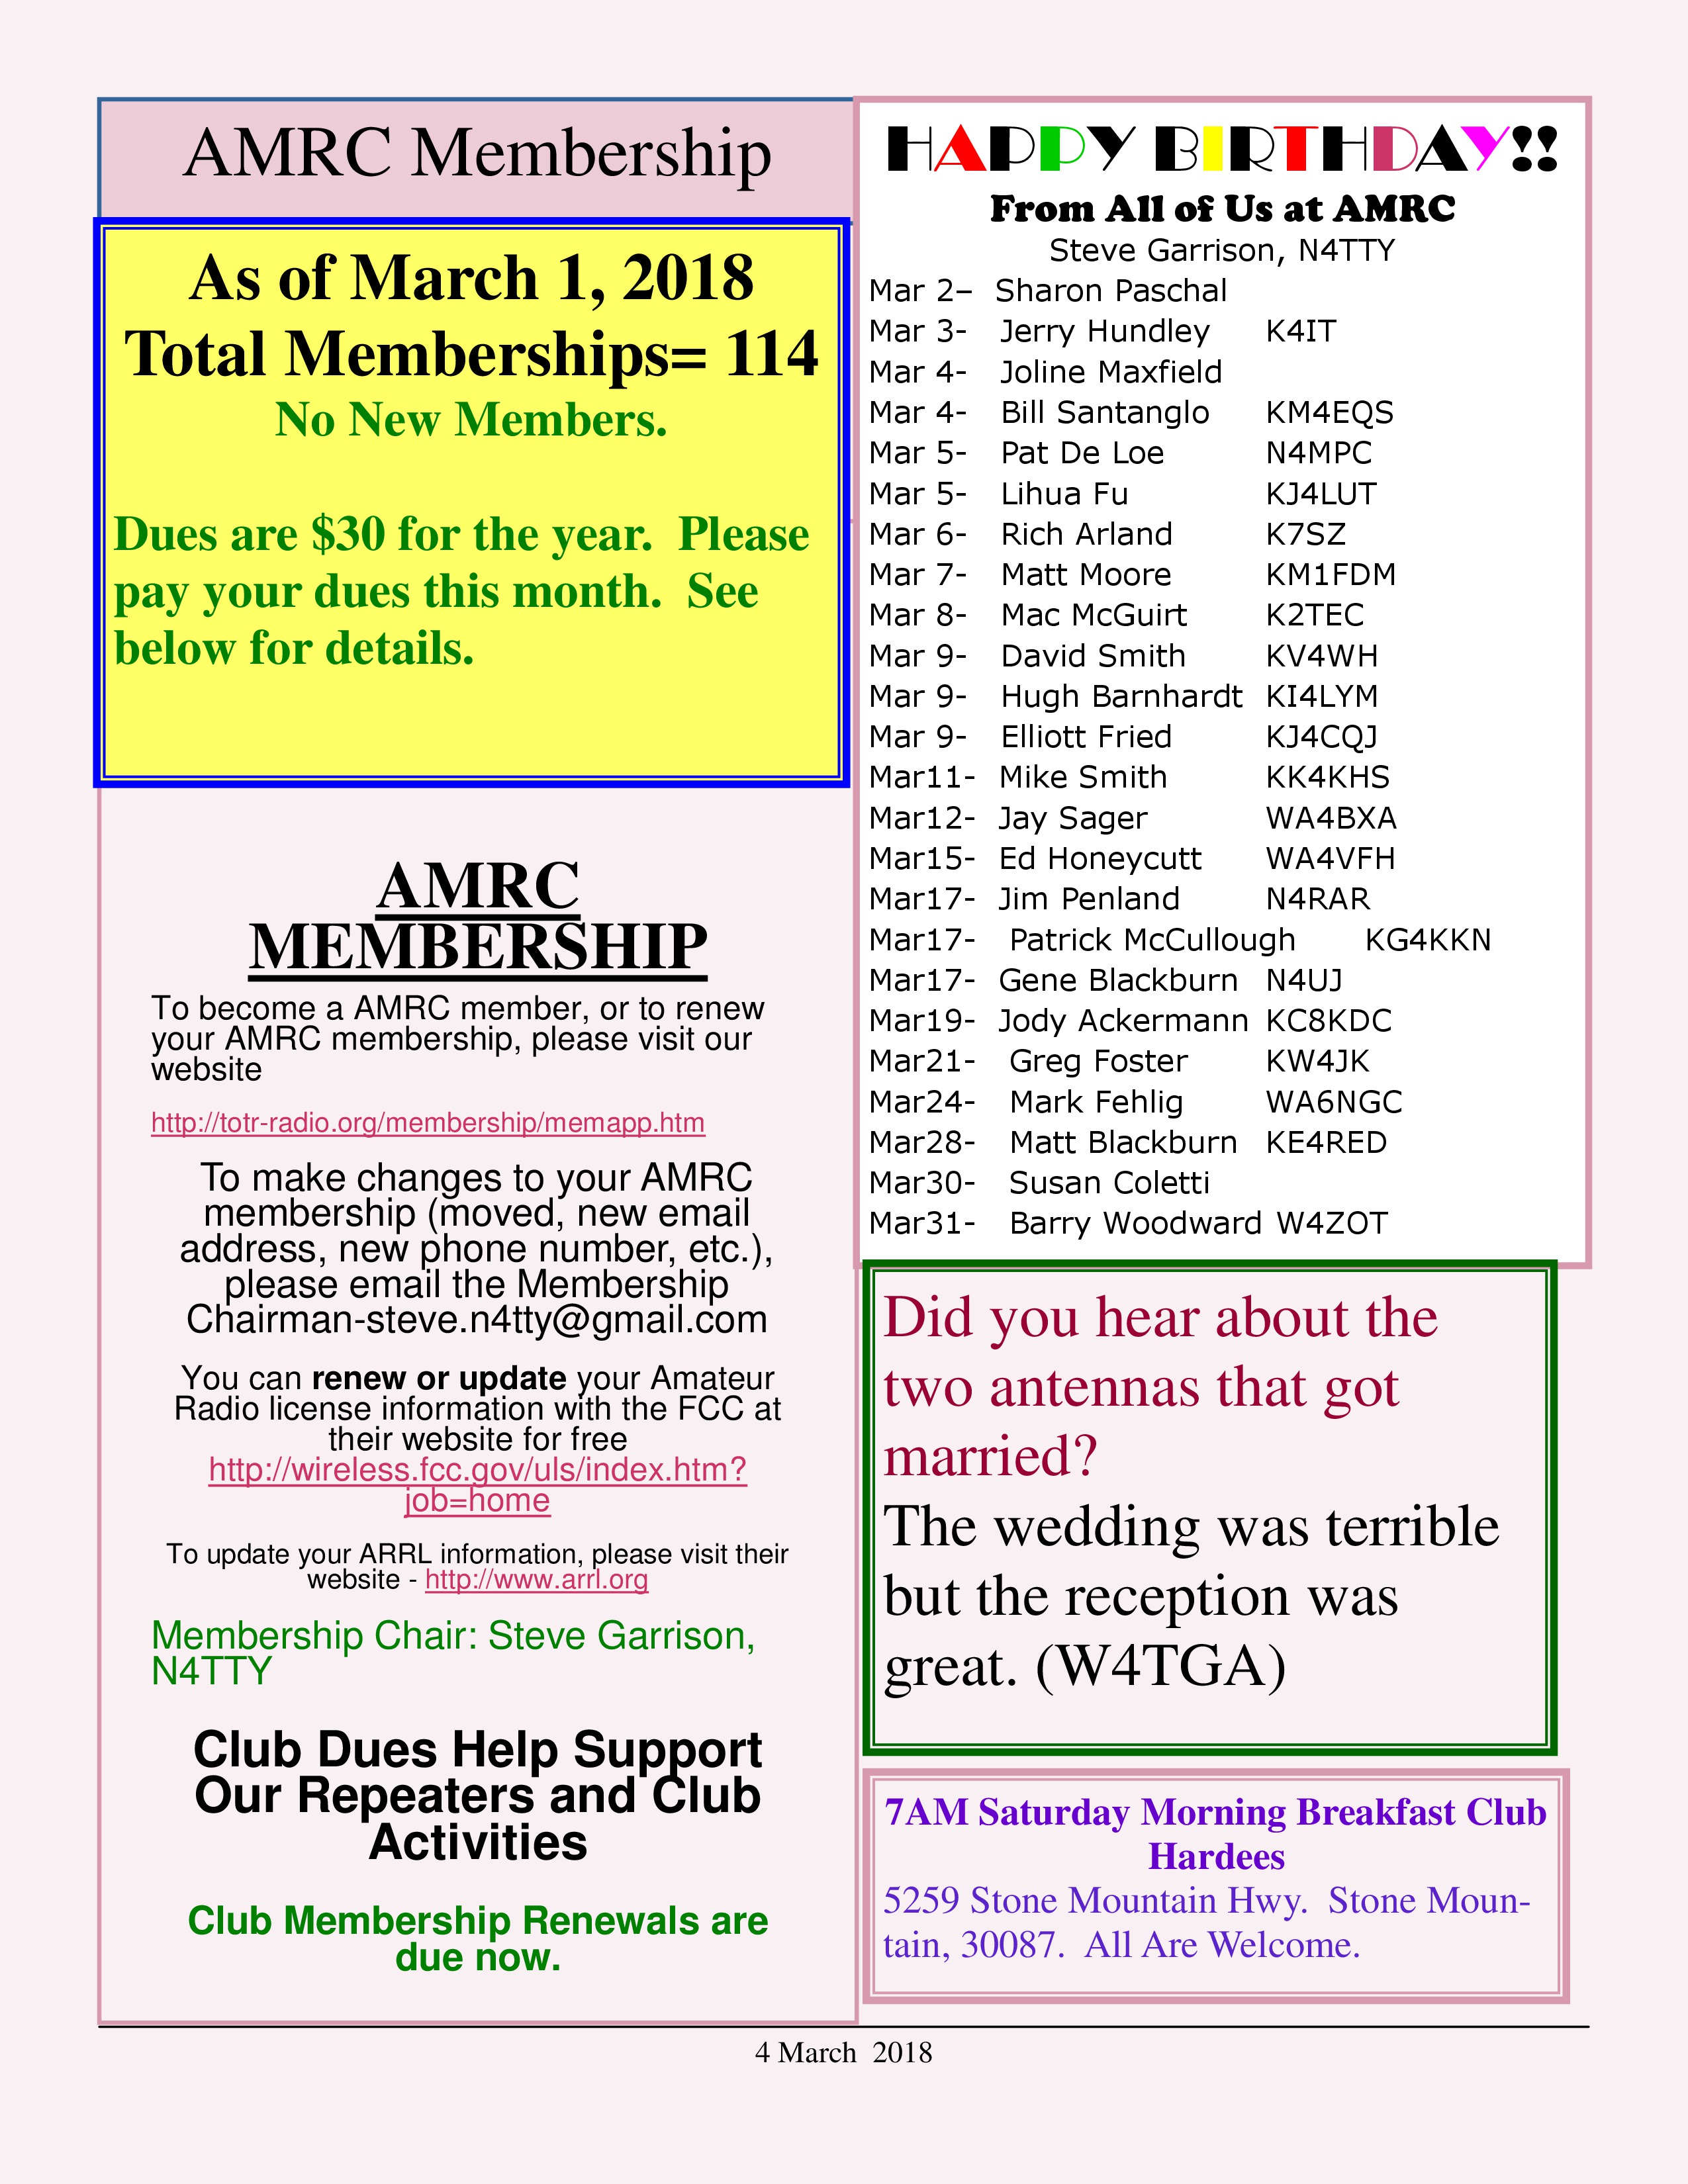 AMRC Membership
As of March 1, 2018
Total Memberships= 114
No New Members.
Dues are $30 for the year.  Please
pay your dues this month.  See
below for details.
AMRC
MEMBERSHIP
To become a AMRC member, or to renew
your AMRC membership, please visit our
website
http://totr-radio.org/membership/memapp.htm
To make changes to your AMRC
membership (moved, new email
address, new phone number, etc.),
please email the Membership
Chairman-steve.n4tty@gmail.com
You can renew or update your Amateur
Radio license information with the FCC at
their website for free
http://wireless.fcc.gov/uls/index.htm?
job=home
To update your ARRL information, please visit their
website - http://www.arrl.org
Membership Chair: Steve Garrison,
N4TTY
Club Dues Help Support
Our Repeaters and Club
Activities
Club Membership Renewals are
due now.
HAPPY BIRTHDAY!!
From All of Us at AMRC
Steve Garrison, N4TTY
Mar 2–  Sharon Paschal
Mar 3-  Jerry Hundley  K4IT
Mar 4-  Joline Maxfield
Mar 4-  Bill Santanglo  KM4EQS
Mar 5-  Pat De Loe  N4MPC
Mar 5-  Lihua Fu  KJ4LUT
Mar 6-  Rich Arland  K7SZ
Mar 7-  Matt Moore  KM1FDM
Mar 8-  Mac McGuirt  K2TEC
Mar 9-  David Smith  KV4WH
Mar 9-  Hugh Barnhardt  KI4LYM
Mar 9-  Elliott Fried  KJ4CQJ
Mar11-  Mike Smith  KK4KHS
Mar12-  Jay Sager  WA4BXA
Mar15-  Ed Honeycutt  WA4VFH
Mar17-  Jim Penland  N4RAR
Mar17-  Patrick McCullough  KG4KKN
Mar17-  Gene Blackburn  N4UJ
Mar19-  Jody Ackermann  KC8KDC
Mar21-  Greg Foster  KW4JK
Mar24-  Mark Fehlig  WA6NGC
Mar28-  Matt Blackburn  KE4RED
Mar30-  Susan Coletti
Mar31-  Barry Woodward  W4ZOT
Did you hear about the
two antennas that got
married?
The wedding was terrible
but the reception was
great. (W4TGA)
7AM Saturday Morning Breakfast Club
Hardees
5259 Stone Mountain Hwy.  Stone Moun-
tain, 30087.  All Are Welcome.
4 March  2018